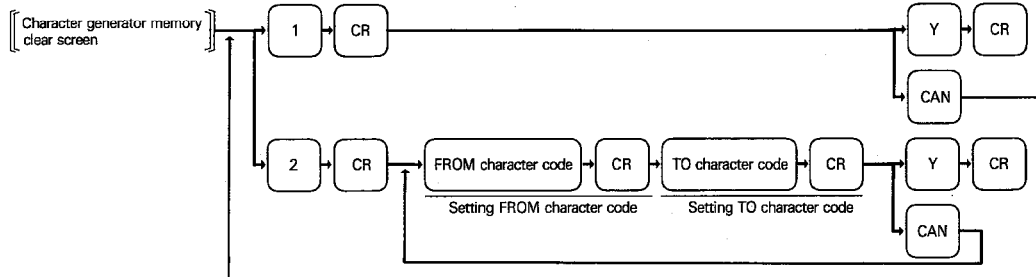 Character generator memory
clear screen
1
CR
Y
CR
CAN
2
CR
FROM character code
CR
TO character code
CR
Y
CR
Setting FROM character code
Setting TO character code
CAN